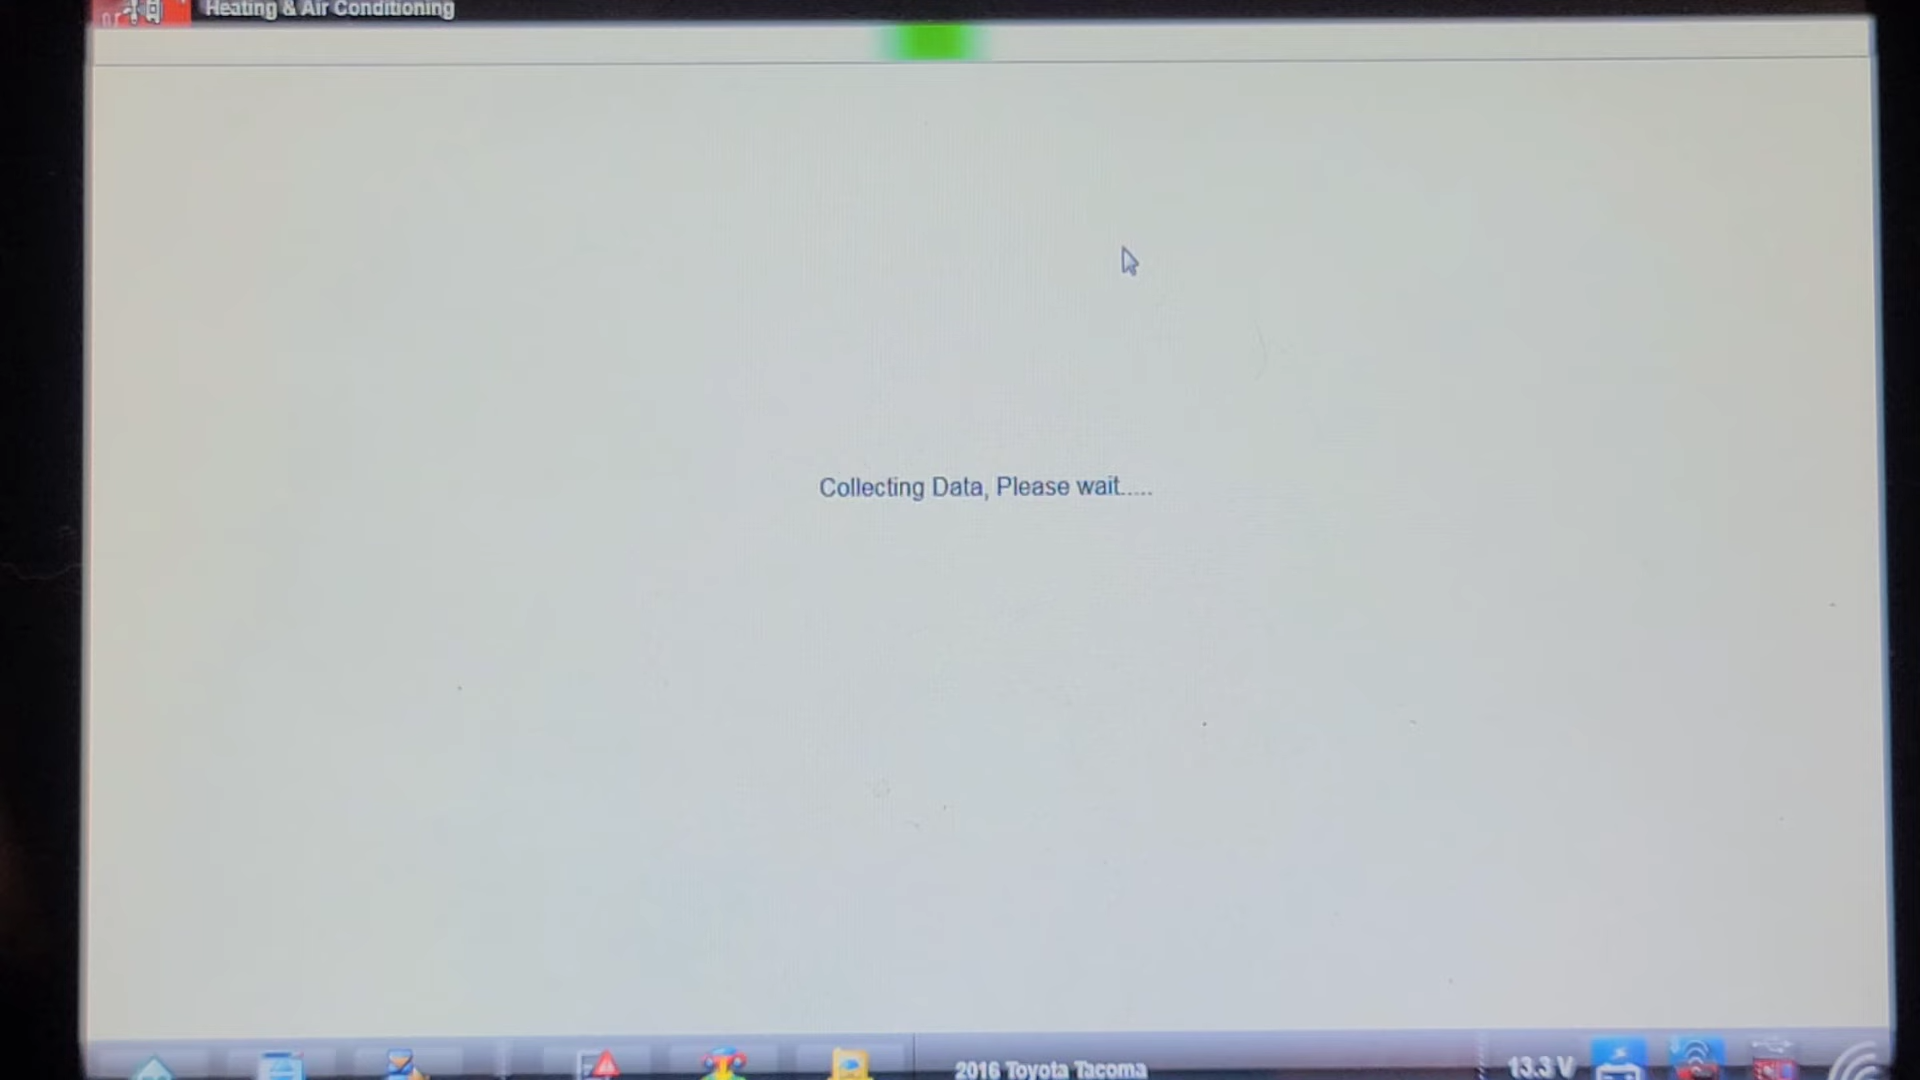 Heating & Air Conditioning
Collecting Data, Please wait.....
2016 Toyota Tacoma
13.3 V